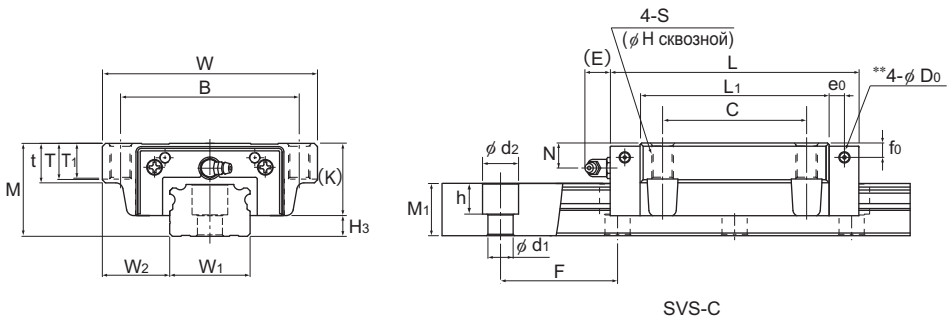 W
B
t
T
T1
M
(K)
H3
W2
W1
4-S
(φ H сквозной)
(E)
L
L1
e0
**4-φ D0
C
N
f0
φ d2
M1
h
φ d1
F
SVS-C